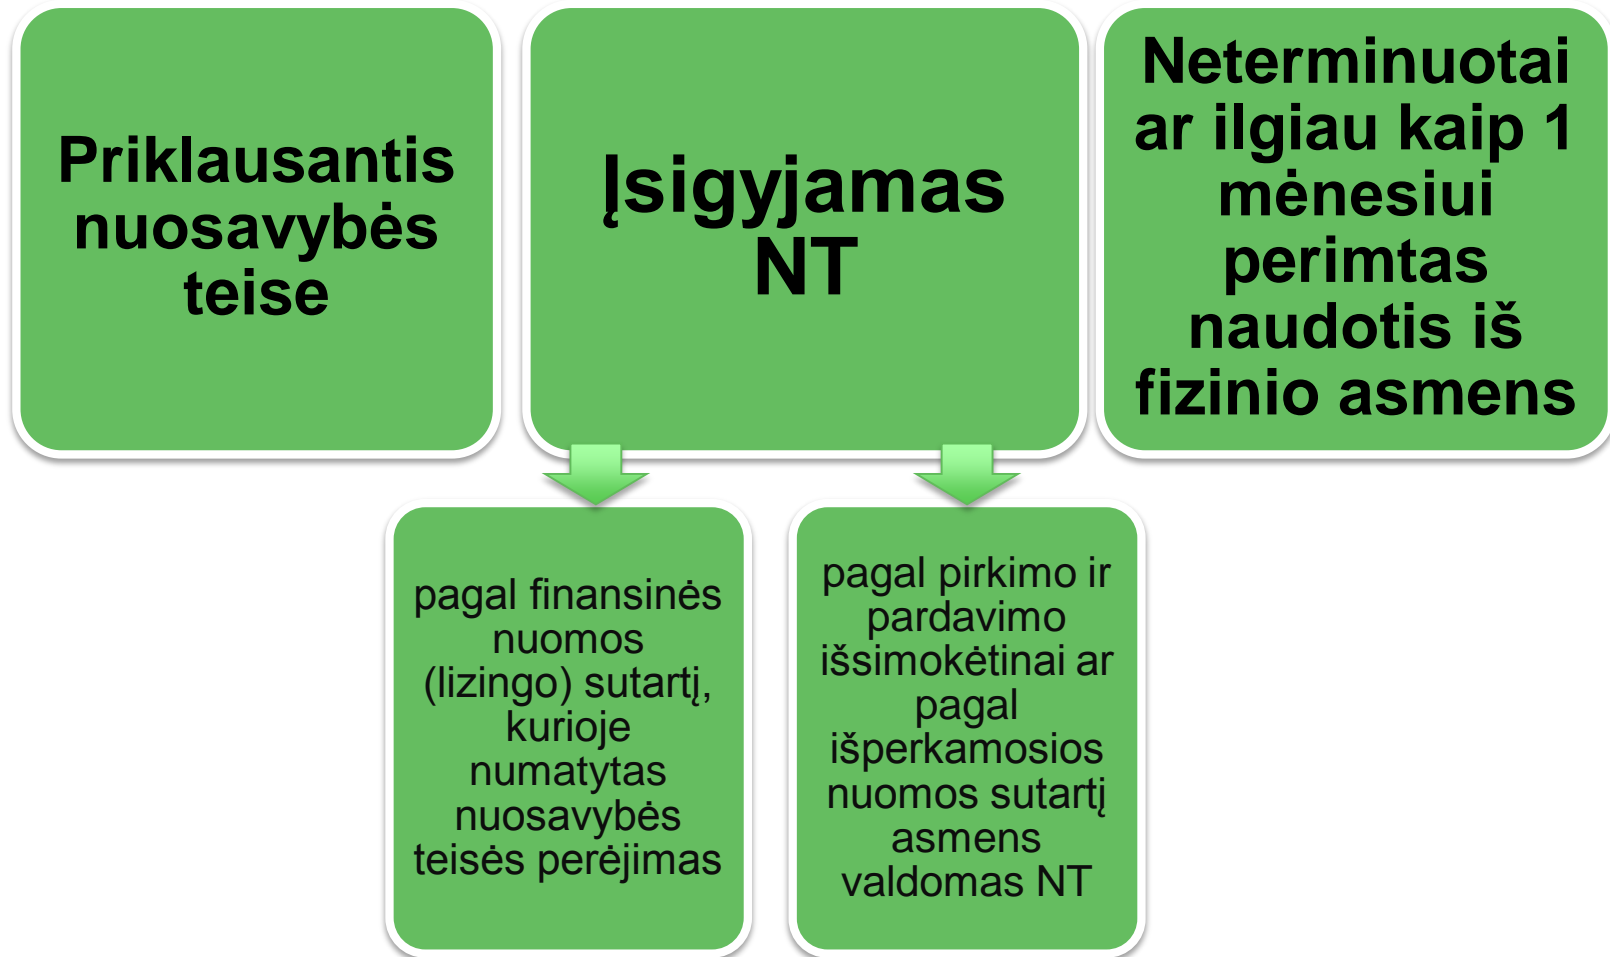 Priklausantis
nuosavybės
teise
Įsigyjamas
NT
Neterminuotai
ar ilgiau kaip 1
mėnesiui
perimtas
naudotis iš
fizinio asmens
pagal finansinės
nuomos
(lizingo) sutartį,
kurioje
numatytas
nuosavybės
teisės perėjimas
pagal pirkimo ir
pardavimo
išsimokėtinai ar
pagal
išperkamosios
nuomos sutartį
asmens
valdomas NT